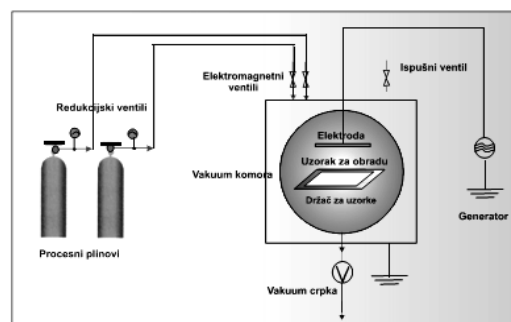 Elektromagnetni
ventili
Ispušni ventil
Redukcijski ventili
Elektroda
Uzorak za obradu
Vakuum komora
Držač za uzorke
Generator
Procesni plinovi
V
Vakuum crpka